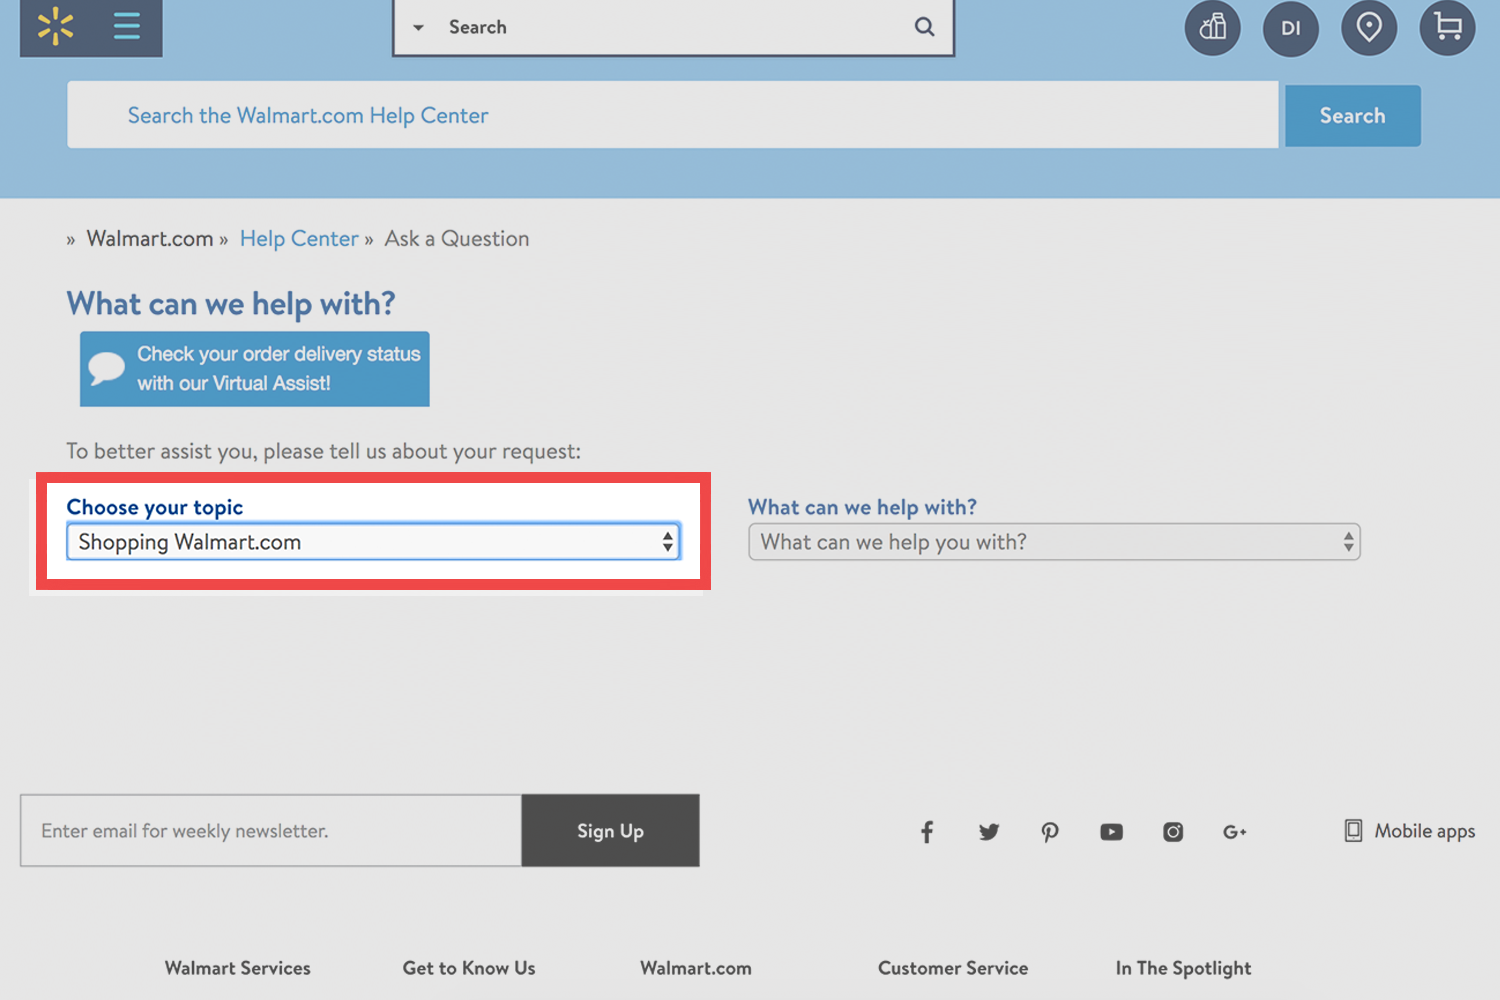 Search
DI
Search the Walmart.com Help Center
Search
» Walmart.com » Help Center » Ask a Question
What can we help with?
Check your order delivery status
with our Virtual Assist!
To better assist you, please tell us about your request:
Choose your topic
Shopping Walmart.com
What can we help with?
What can we help you with?
Enter email for weekly newsletter.
Sign Up
G+
Mobile apps
Walmart Services
Get to Know Us
Walmart.com
Customer Service
In The Spotlight